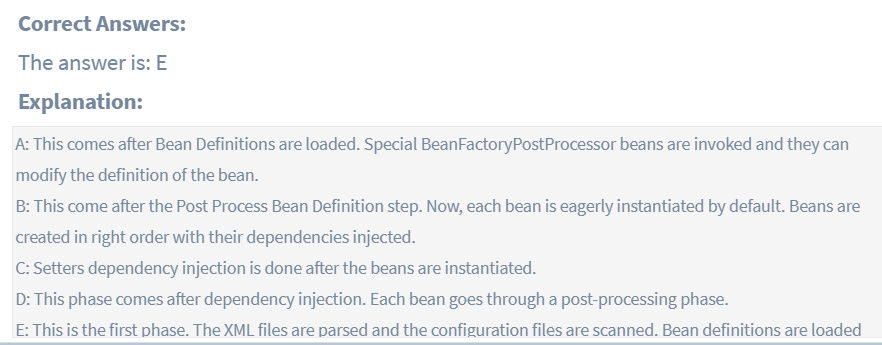 Correct Answers:
The answer is: E
Explanation:
A: This comes after Bean Definitions are loaded. Special BeanFactoryPostProcessor beans are invoked and they can
modify the definition of the bean.
B: This come after the Post Process Bean Definition step. Now, each bean is eagerly instantiated by default. Beans are
created in right order with their dependencies injected.
C: Setters dependency injection is done after the beans are instantiated.
D: This phase comes after dependency injection. Each bean goes through a post-processing phase.
E: This is the first phase. The XML files are parsed and the configuration files are scanned. Bean definitions are loaded